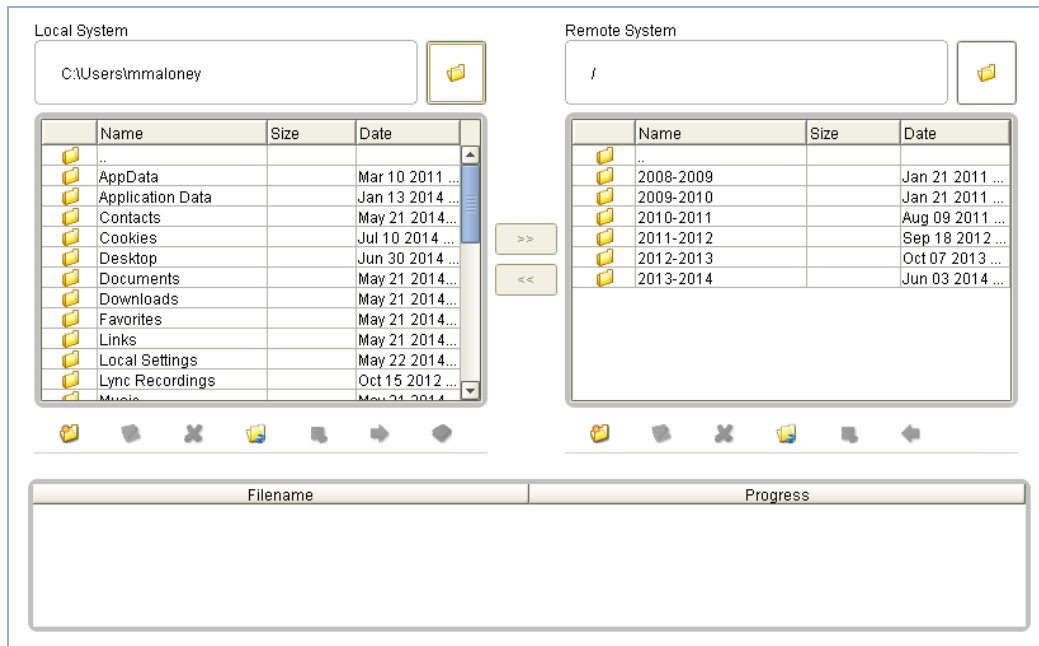 Local System
Remote System
C:\Users\mmaloney
/
Name Size Date
..
AppData Mar 10 2011 ...
Application Data Jan 13 2014 ...
Contacts May 21 2014...
Cookies Jul 10 2014 ...
Desktop Jun 30 2014 ...
Documents May 21 2014...
Downloads May 21 2014...
Favorites May 21 2014...
Links May 21 2014...
Local Settings May 22 2014...
Lync Recordings Oct 15 2012 ...
Music May 21 2014
>>
<<
Name Size Date
..
2008-2009 Jan 21 2011 ...
2009-2010 Jan 21 2011 ...
2010-2011 Aug 09 2011 ...
2011-2012 Sep 18 2012 ...
2012-2013 Oct 07 2013 ...
2013-2014 Jun 03 2014 ...
Filename Progress